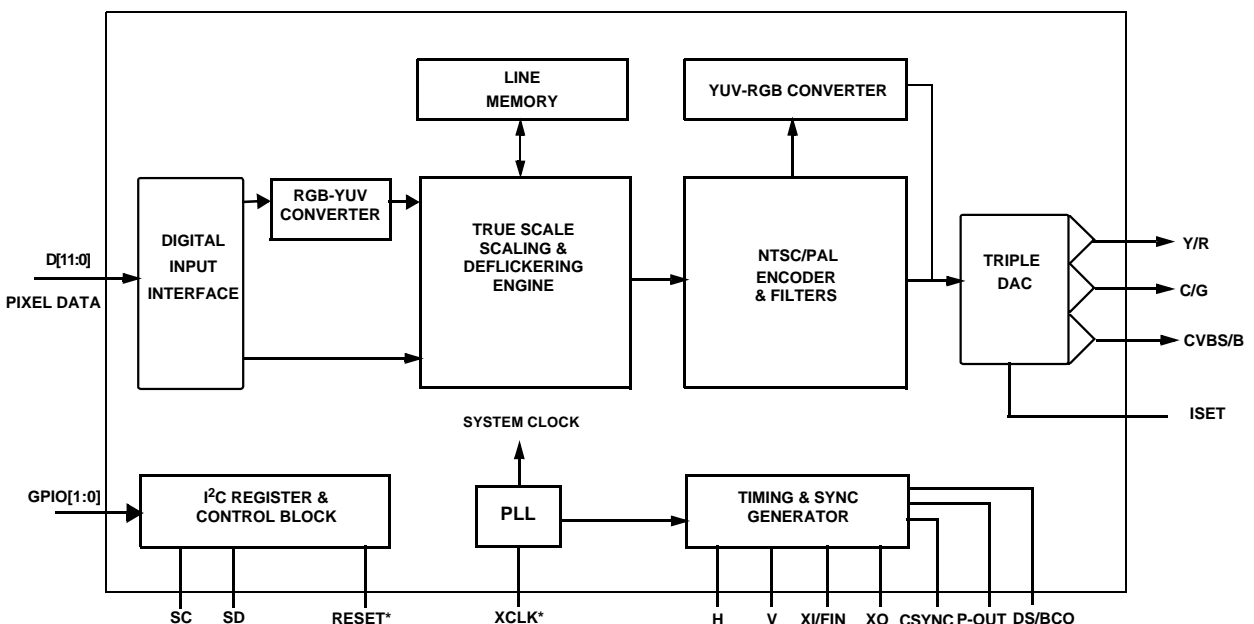 LINE
MEMORY
YUV-RGB CONVERTER
RGB-YUV
CONVERTER
DIGITAL
INPUT
INTERFACE
TRUE SCALE
SCALING &
DEFLICKERING
ENGINE
NTSC/PAL
ENCODER
& FILTERS
TRIPLE
DAC
D[11:0]
PIXEL DATA
Y/R
C/G
CVBS/B
ISET
SYSTEM CLOCK
GPIO[1:0]
I²C REGISTER &
CONTROL BLOCK
PLL
TIMING & SYNC
GENERATOR
SC
SD
RESET*
XCLK*
H
V
XI/FIN
XO
CSYNC
P-OUT
DS/BCO